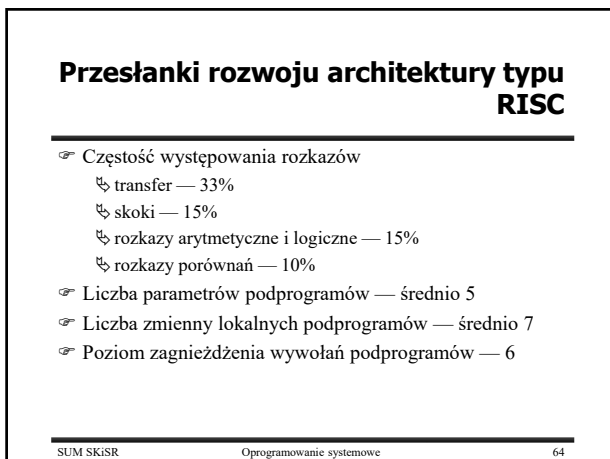 Przesłanki rozwoju architektury typu
RISC
☞ Częstość występowania rozkazów
↳ transfer — 33%
↳ skoki — 15%
↳ rozkazy arytmetyczne i logiczne — 15%
↳ rozkazy porównań — 10%
☞ Liczba parametrów podprogramów — średnio 5
☞ Liczba zmienny lokalnych podprogramów — średnio 7
☞ Poziom zagnieżdżenia wywołań podprogramów — 6
SUM SKiSR Oprogramowanie systemowe 64